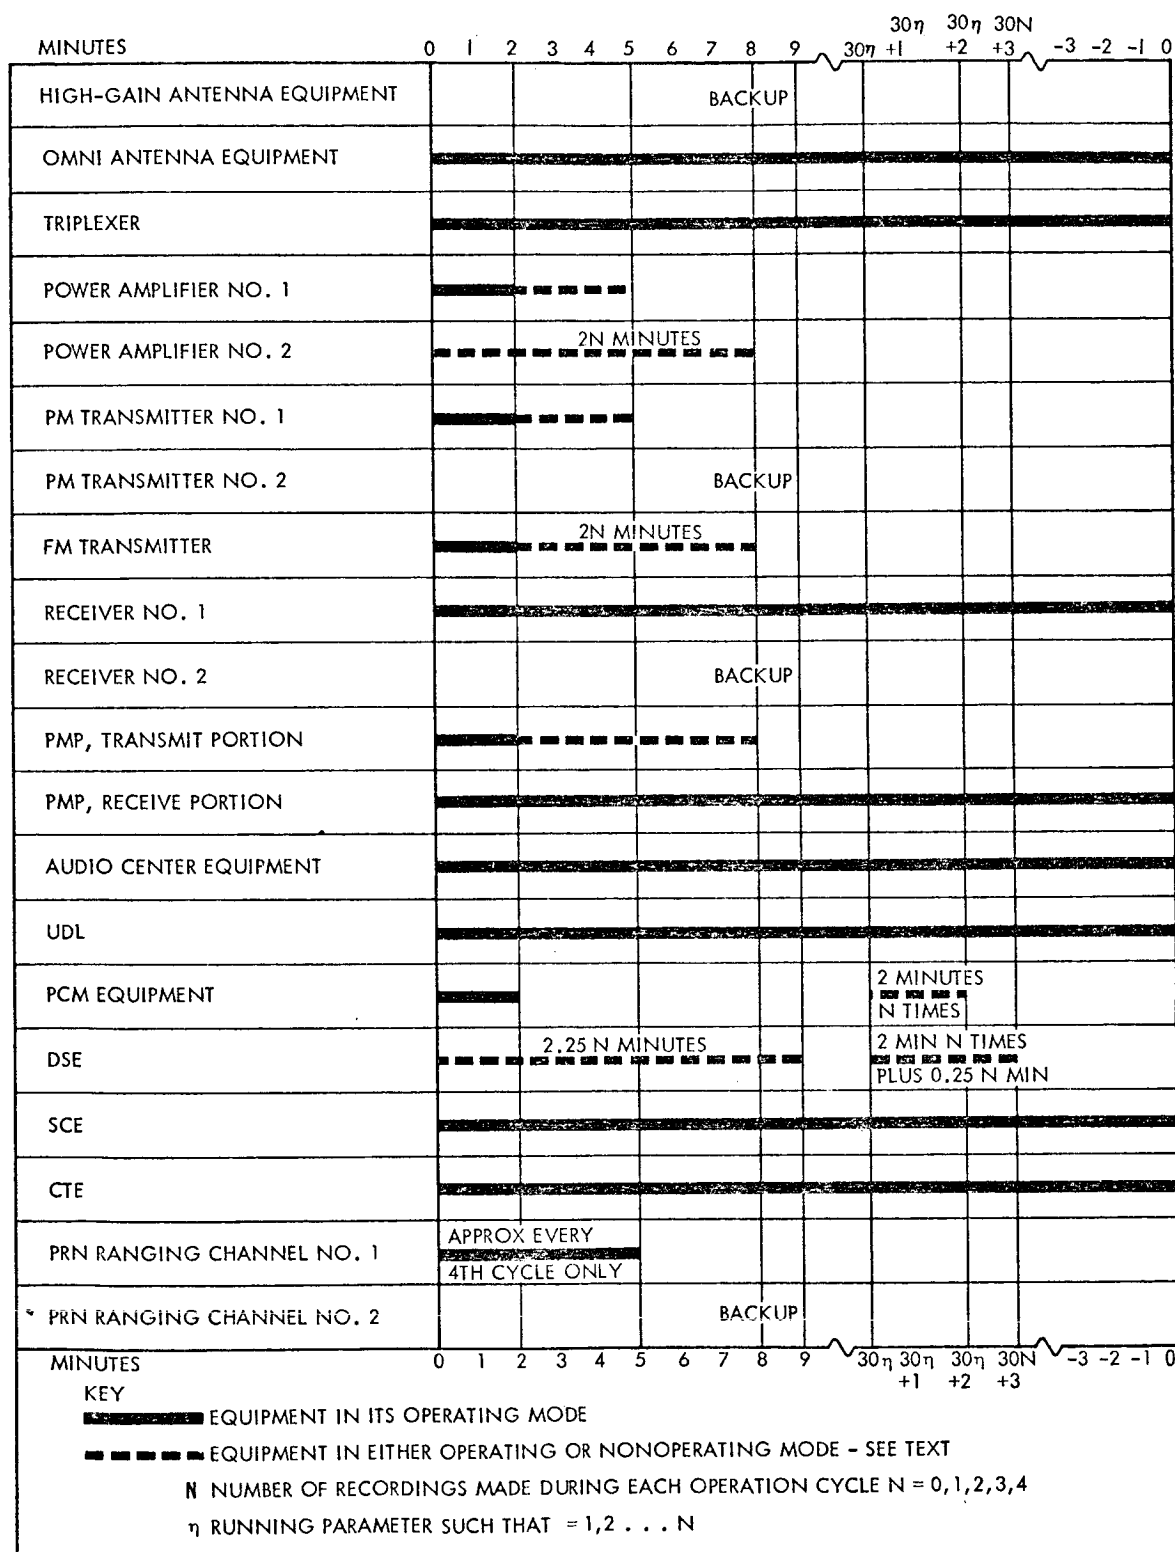 30η 30η 30N
MINUTES 0 1 2 3 4 5 6 7 8 9 30η +1 +2 +3 -3 -2 -1 0
HIGH-GAIN ANTENNA EQUIPMENT BACKUP
OMNI ANTENNA EQUIPMENT
TRIPLEXER
POWER AMPLIFIER NO. 1
POWER AMPLIFIER NO. 2 2N MINUTES
PM TRANSMITTER NO. 1
PM TRANSMITTER NO. 2 BACKUP
FM TRANSMITTER 2N MINUTES
RECEIVER NO. 1
RECEIVER NO. 2 BACKUP
PMP, TRANSMIT PORTION
PMP, RECEIVE PORTION
AUDIO CENTER EQUIPMENT
UDL
PCM EQUIPMENT 2 MINUTES
N TIMES
DSE 2.25 N MINUTES 2 MIN N TIMES
PLUS 0.25 N MIN
SCE
CTE
PRN RANGING CHANNEL NO. 1 APPROX EVERY
4TH CYCLE ONLY
PRN RANGING CHANNEL NO. 2 BACKUP
MINUTES 0 1 2 3 4 5 6 7 8 9 30η 30η 30η 30N -3 -2 -1 0
+1 +2 +3
KEY
EQUIPMENT IN ITS OPERATING MODE
EQUIPMENT IN EITHER OPERATING OR NONOPERATING MODE - SEE TEXT
N NUMBER OF RECORDINGS MADE DURING EACH OPERATION CYCLE N = 0,1,2,3,4
η RUNNING PARAMETER SUCH THAT = 1,2 . . . N